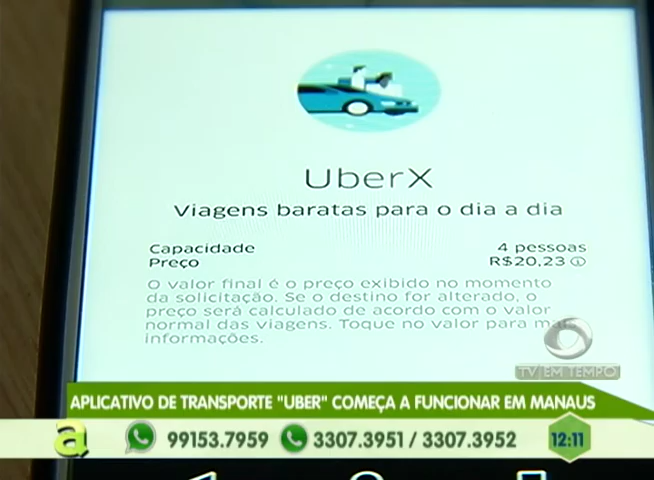 UberX
Viagens baratas para o dia a dia
Capacidade 4 pessoas
Preço R$20,23
O valor final é o preço exibido no momento
da solicitação. Se o destino for alterado, o
preço será calculado de acordo com o valor
normal das viagens. Toque no valor para mais
informações.
TV EM TEMPO
APLICATIVO DE TRANSPORTE "UBER" COMEÇA A FUNCIONAR EM MANAUS
a 99153.7959 3307.3951 / 3307.3952 12:11